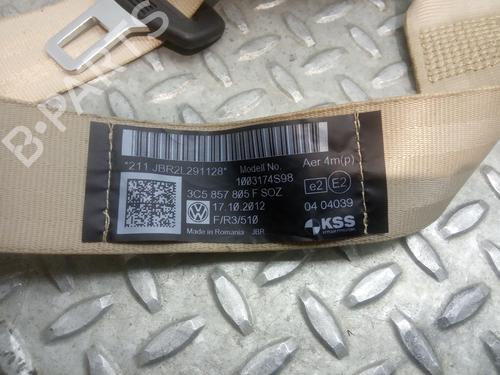 B-PARTS
*211 JBR2L291128*
Modell No.
1003174S98
Aer 4m(p)
3C5 857 805 F SOZ
e2 E2
17.10.2012
04 04039
F/R3/510
KSS
Made in Romania JBR